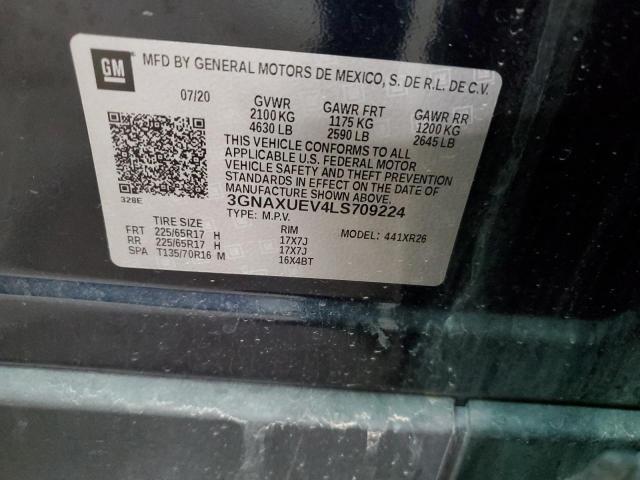 GM
MFD BY GENERAL MOTORS DE MEXICO, S. DE R.L. DE C.V.
07/20 GVWR GAWR FRT GAWR RR
2100 KG 1175 KG 1200 KG
4630 LB 2590 LB 2645 LB
THIS VEHICLE CONFORMS TO ALL
APPLICABLE U.S. FEDERAL MOTOR
VEHICLE SAFETY AND THEFT PREVENTION
STANDARDS IN EFFECT ON THE DATE OF
MANUFACTURE SHOWN ABOVE.
328E 3GNAXUEV4LS709224
TYPE: M.P.V.
TIRE SIZE RIM MODEL: 441XR26
FRT 225/65R17 H 17X7J
RR 225/65R17 H 17X7J
SPA T135/70R16 M 16X4BT